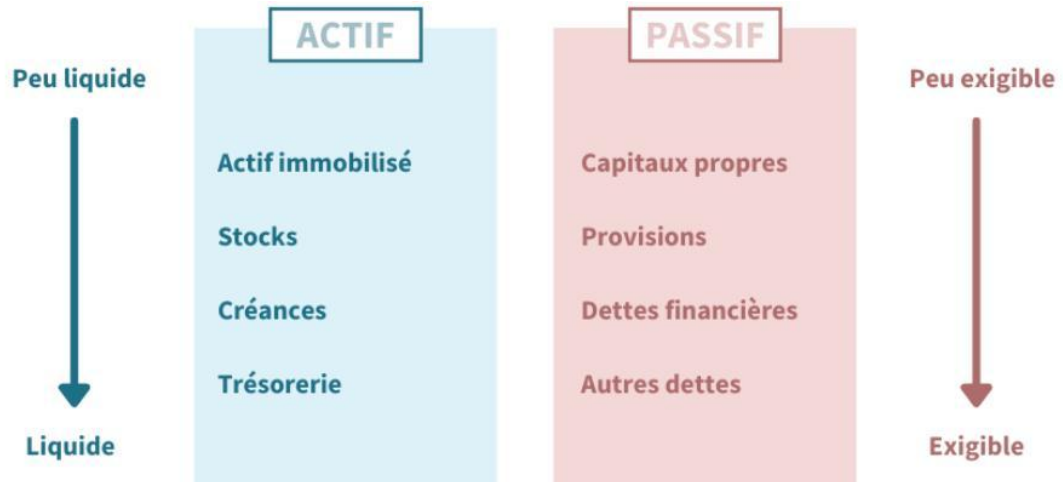 ACTIF
PASSIF
Peu liquide
Peu exigible
Actif immobilisé
Capitaux propres
Stocks
Provisions
Créances
Dettes financières
Trésorerie
Autres dettes
Liquide
Exigible